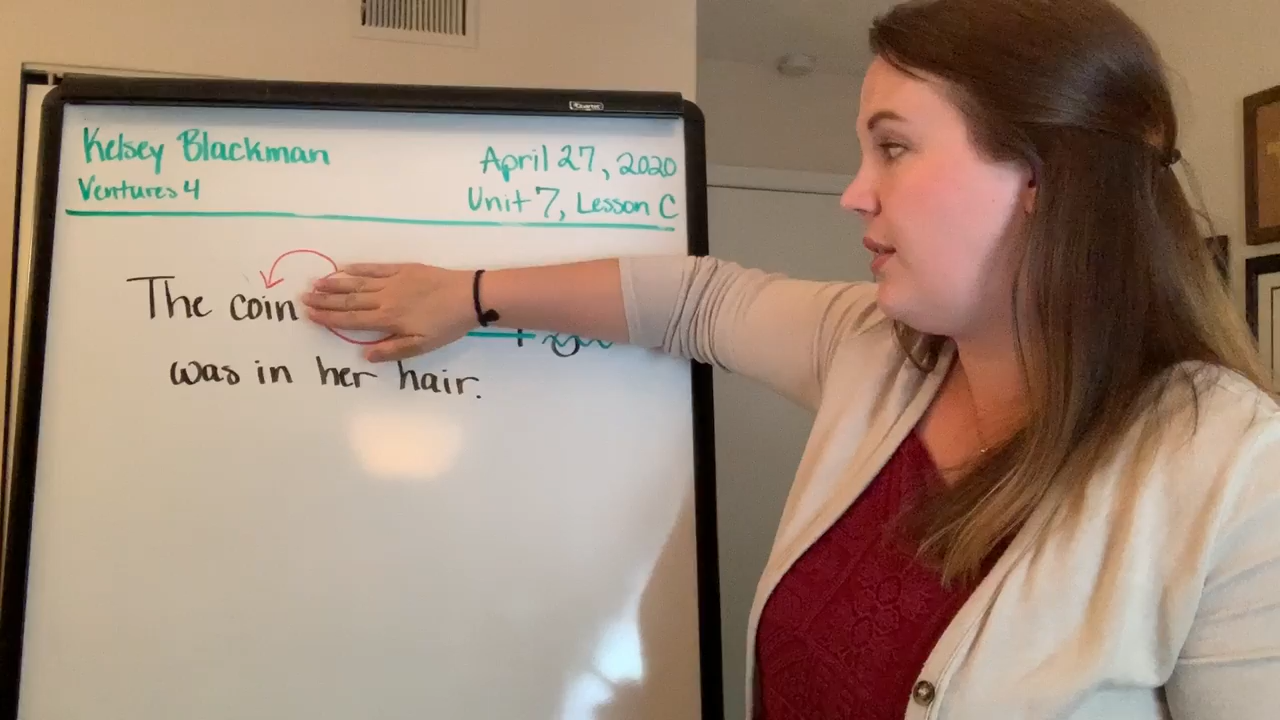 Kelsey Blackman
April 27, 2020
Ventures 4
Unit 7, Lesson C
The coin
was in her hair.